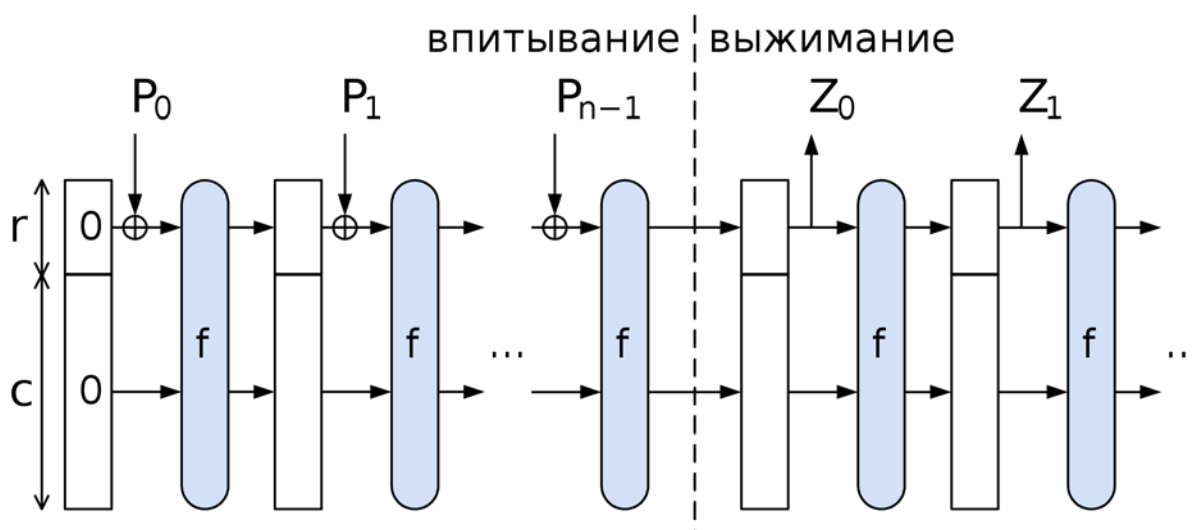 впитывание выжимание
P0 P1 Pn−1 Z0 Z1
r 0
f f ... f f f ..
c 0